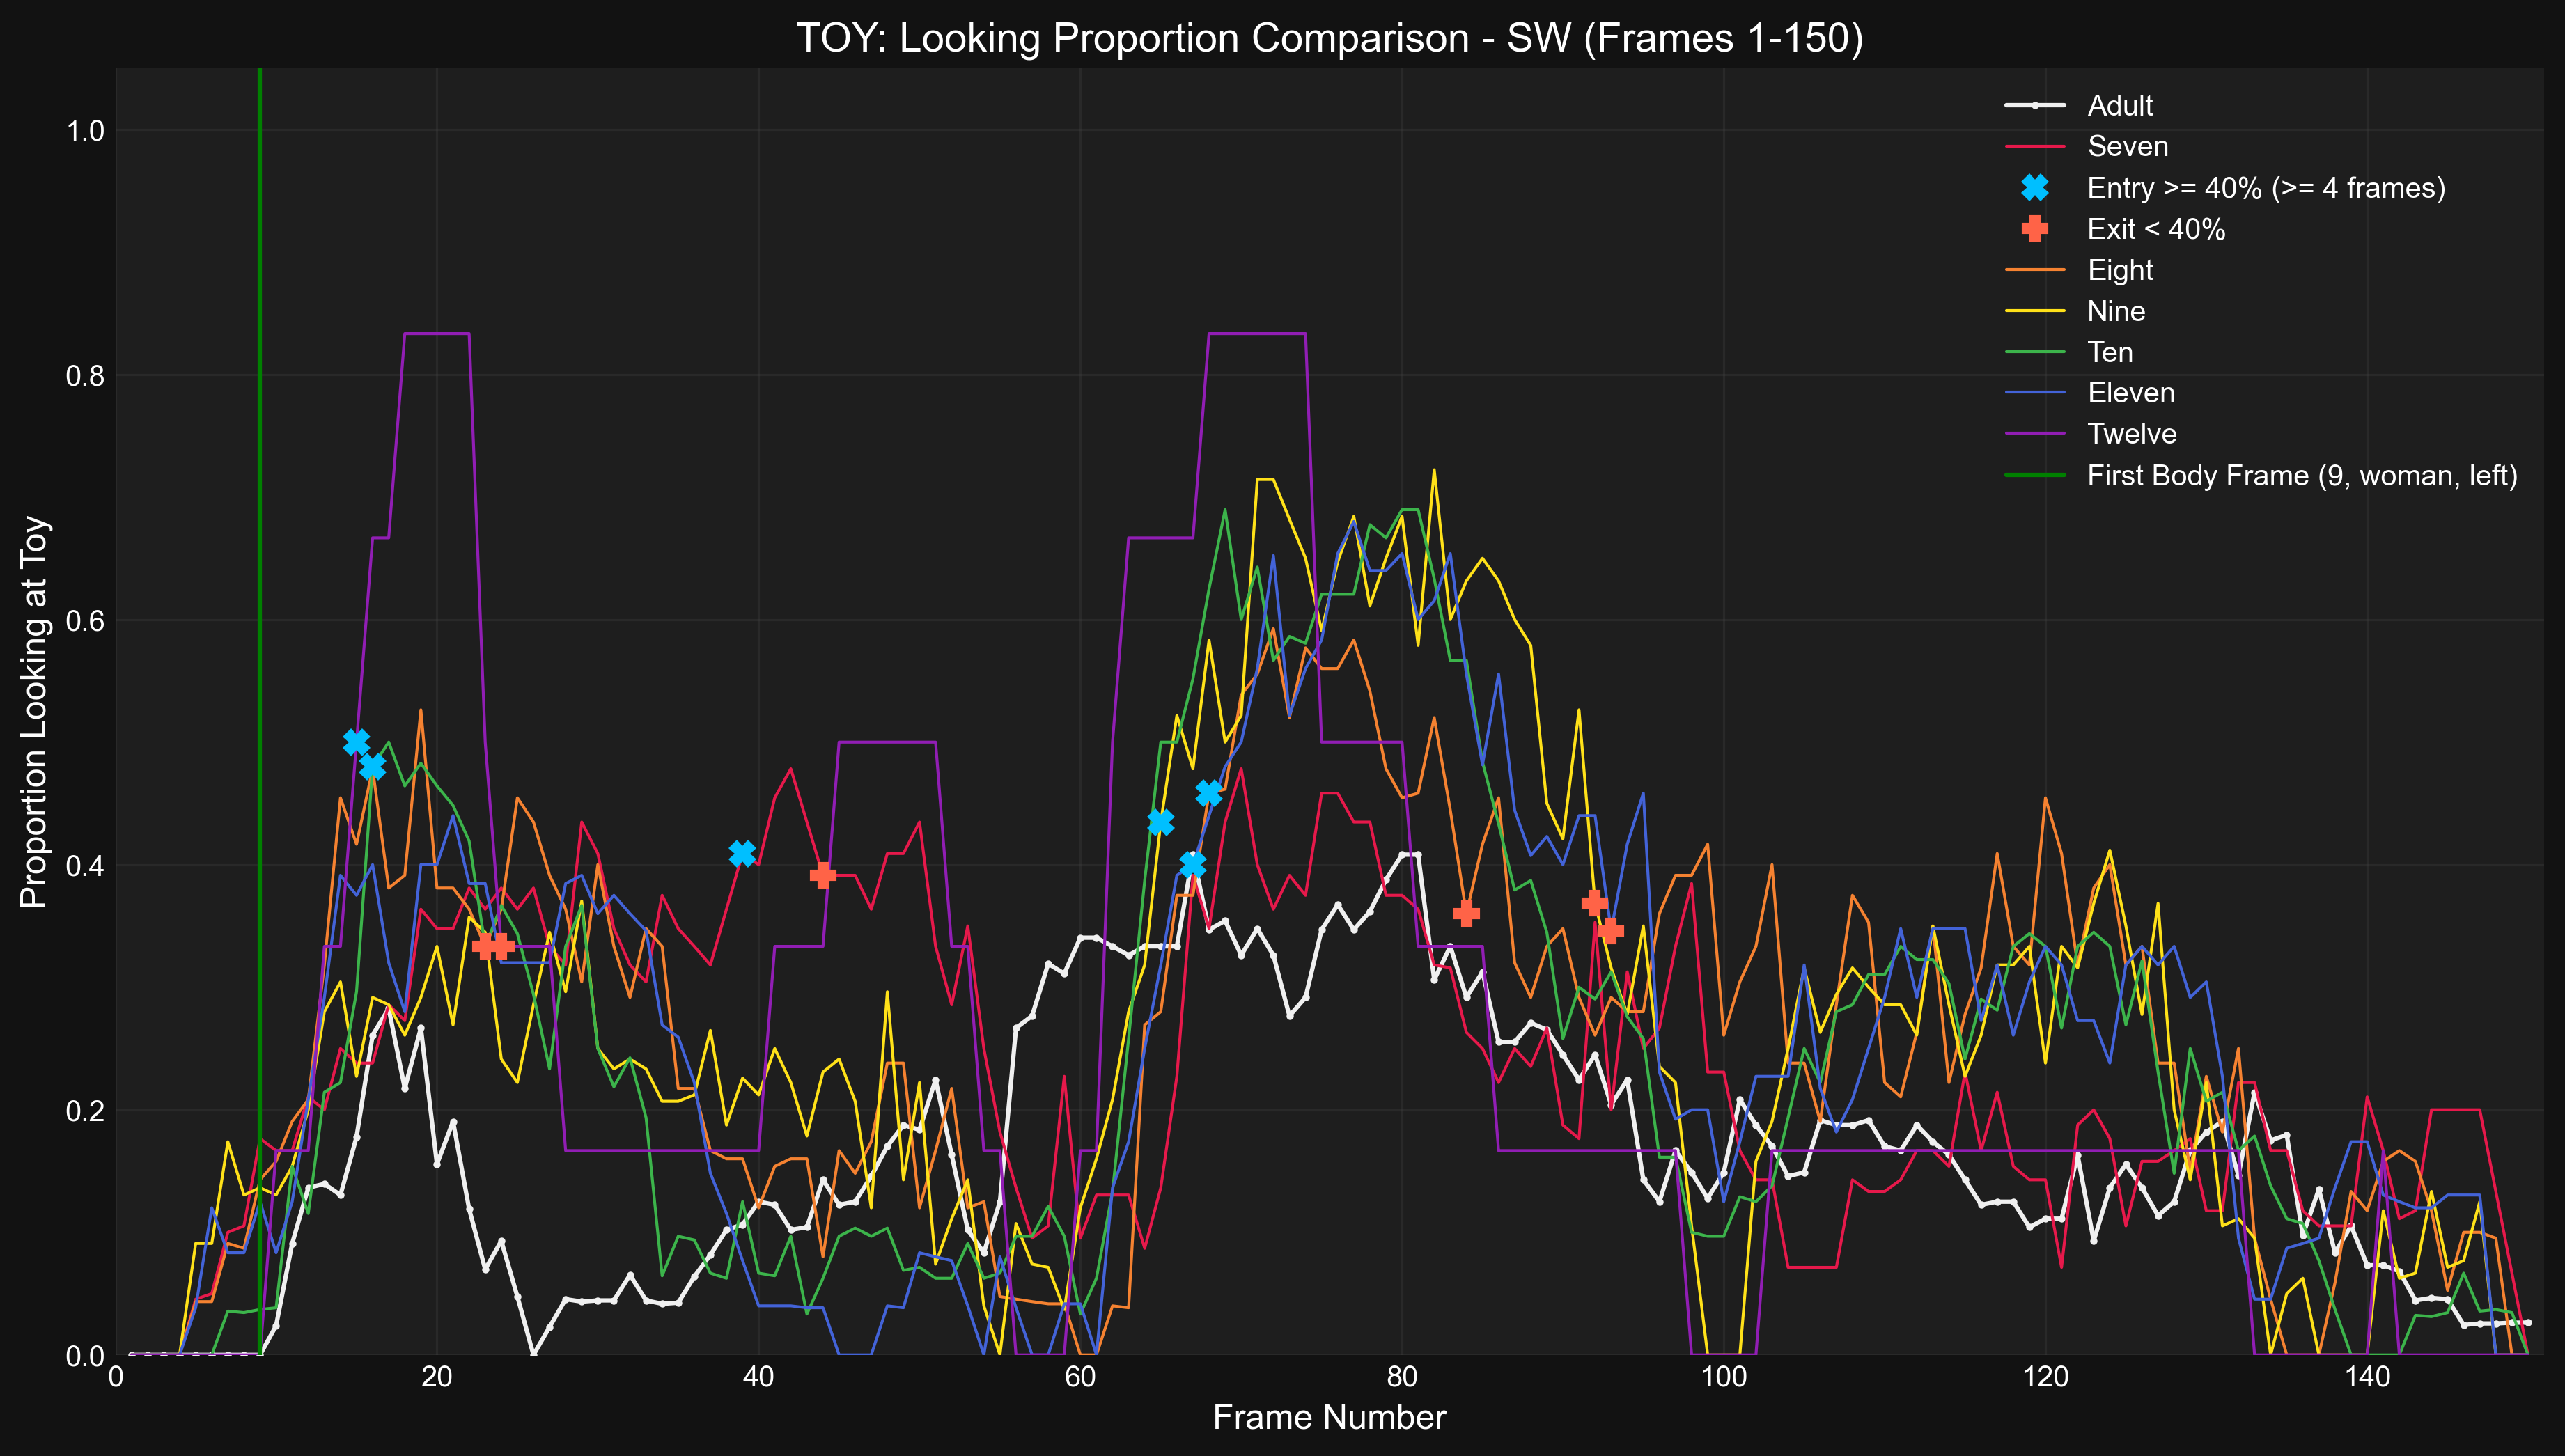 TOY: Looking Proportion Comparison - SW (Frames 1-150)
Adult
Seven
Entry >= 40% (>= 4 frames)
Exit < 40%
Eight
Nine
Ten
Eleven
Twelve
First Body Frame (9, woman, left)
Proportion Looking at Toy
1.0
0.8
0.6
0.4
0.2
0.0
0 20 40 60 80 100 120 140
Frame Number